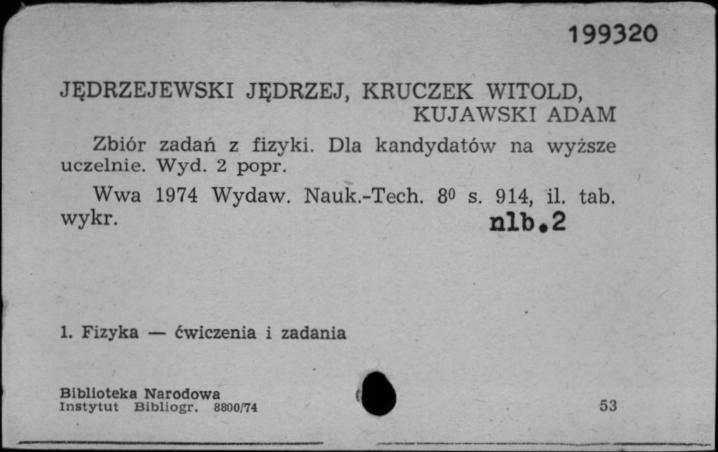 199320
JĘDRZEJEWSKI JĘDRZEJ, KRUCZEK WITOLD,
KUJAWSKI ADAM
Zbiór zadań z fizyki. Dla kandydatów na wyższe
uczelnie. Wyd. 2 popr.
Wwa 1974 Wydaw. Nauk.-Tech. 8⁰ s. 914, il. tab.
wykr. nlb.2
1. Fizyka — ćwiczenia i zadania
Biblioteka Narodowa
Instytut Bibliogr. 8800/74
53